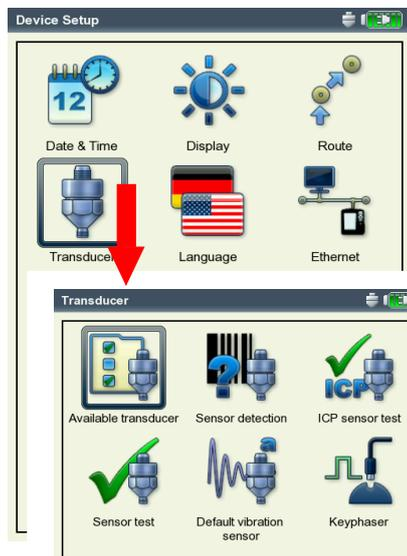 Device Setup
12
Date & Time
Display
Route
Transducer
Language
Ethernet
Transducer
ICP
Available transducer
Sensor detection
ICP sensor test
a
Sensor test
Default vibration
sensor
Keyphaser